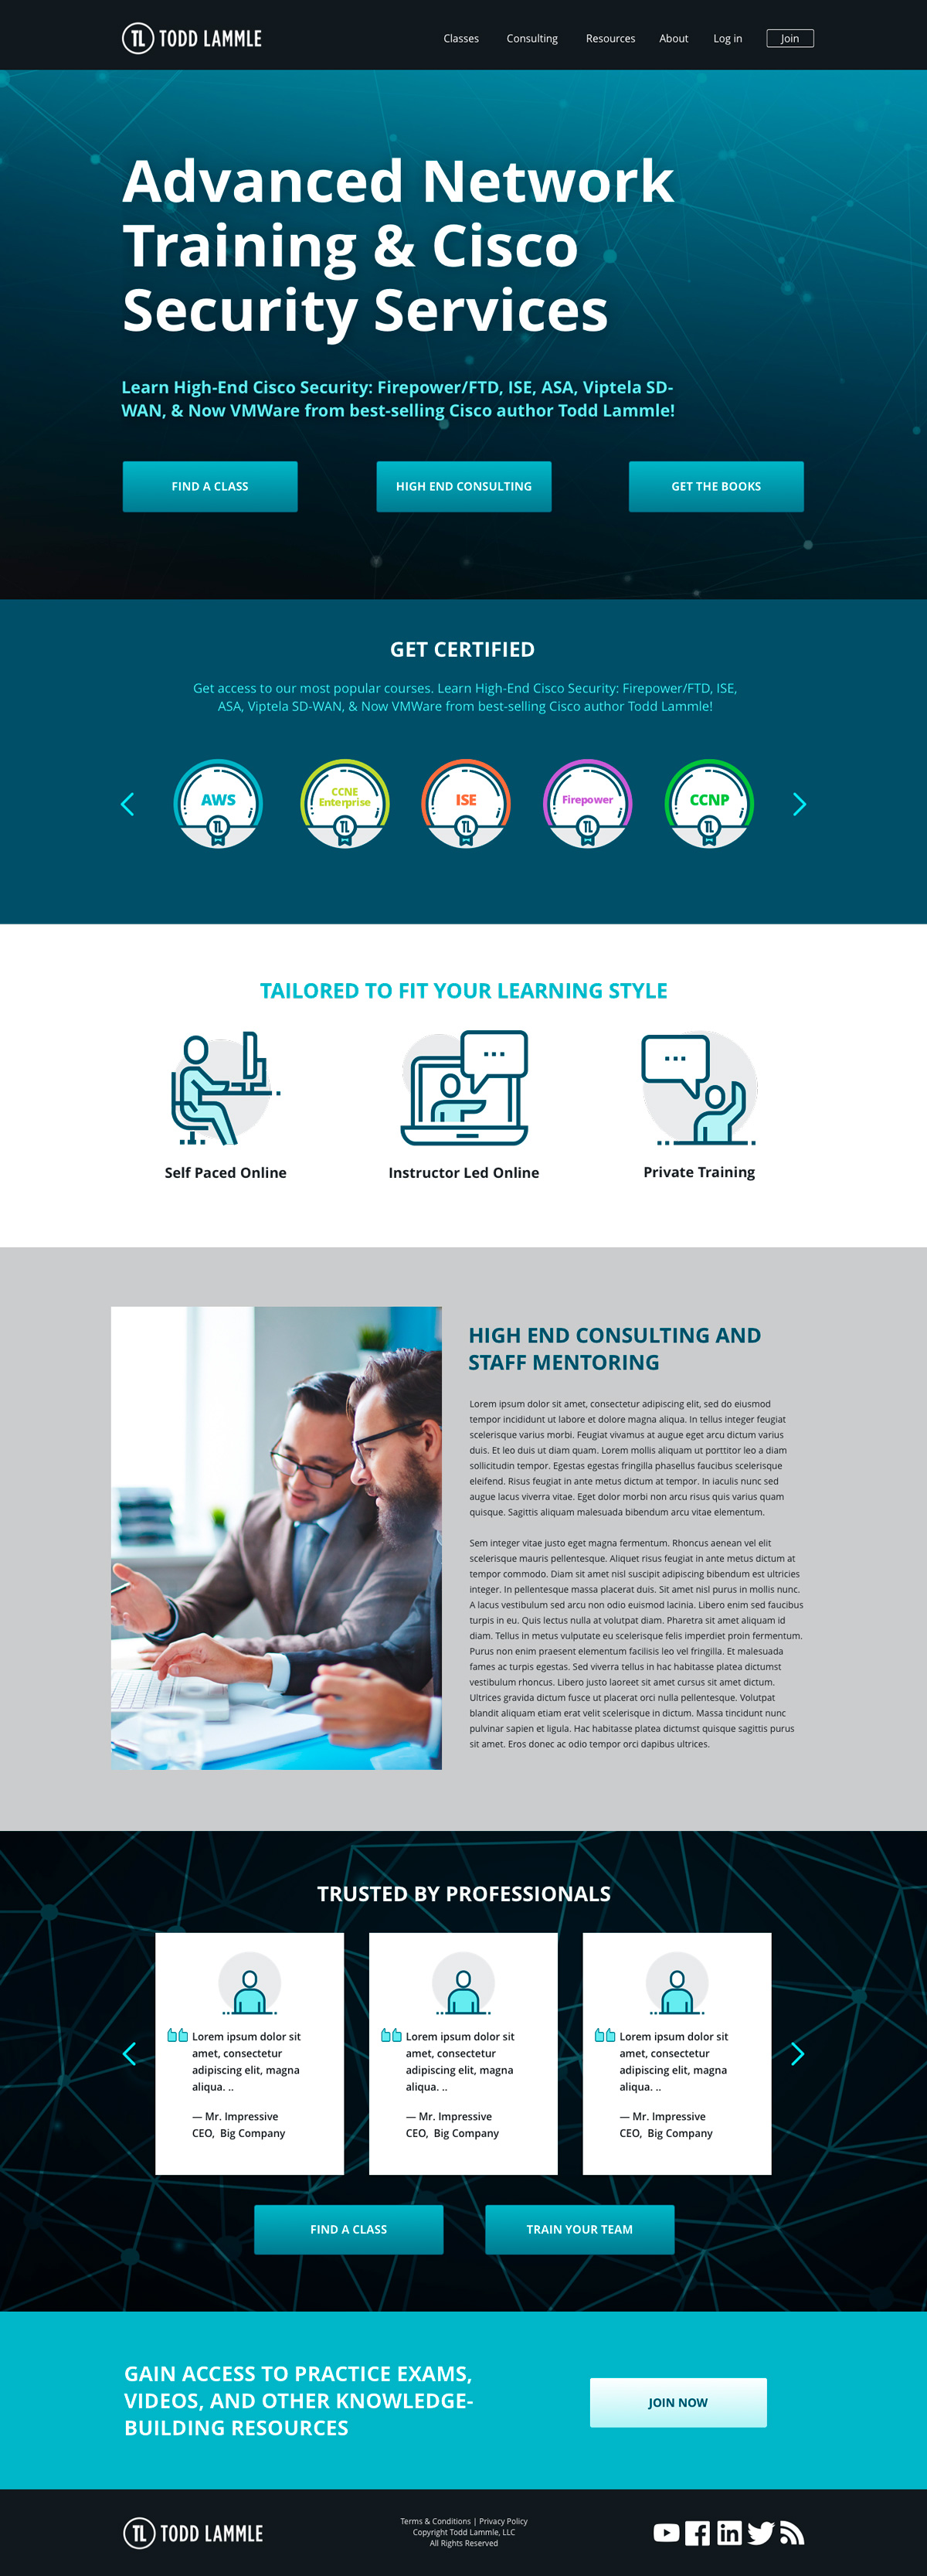 TL TODD LAMMLE
Classes Consulting Resources About Log in Join
Advanced Network
Training & Cisco
Security Services
Learn High-End Cisco Security: Firepower/FTD, ISE, ASA, Viptela SD-
WAN, & Now VMWare from best-selling Cisco author Todd Lammle!
FIND A CLASS HIGH END CONSULTING GET THE BOOKS
GET CERTIFIED
Get access to our most popular courses. Learn High-End Cisco Security: Firepower/FTD, ISE,
ASA, Viptela SD-WAN, & Now VMWare from best-selling Cisco author Todd Lammle!
AWS
TL
CCNE
Enterprise
TL
ISE
TL
Firepower
TL
CCNP
TL
TAILORED TO FIT YOUR LEARNING STYLE
Self Paced Online Instructor Led Online Private Training
HIGH END CONSULTING AND
STAFF MENTORING
Lorem ipsum dolor sit amet, consectetur adipiscing elit, sed do eiusmod
tempor incididunt ut labore et dolore magna aliqua. In tellus integer feugiat
scelerisque varius morbi. Feugiat vivamus at augue eget arcu dictum varius
duis. Et leo duis ut diam quam. Lorem mollis aliquam ut porttitor leo a diam
sollicitudin tempor. Egestas egestas fringilla phasellus faucibus scelerisque
eleifend. Risus feugiat in ante metus dictum at tempor. In iaculis nunc sed
augue lacus viverra vitae. Eget dolor morbi non arcu risus quis varius quam
quisque. Sagittis aliquam malesuada bibendum arcu vitae elementum.
Sem integer vitae justo eget magna fermentum. Rhoncus aenean vel elit
scelerisque mauris pellentesque. Aliquet risus feugiat in ante metus dictum at
tempor commodo. Diam sit amet nisl suscipit adipiscing bibendum est ultricies
integer. In pellentesque massa placerat duis. Sit amet nisl purus in mollis nunc.
A lacus vestibulum sed arcu non odio euismod lacinia. Libero enim sed faucibus
turpis in eu. Quis lectus nulla at volutpat diam. Pharetra sit amet aliquam id
diam. Tellus in metus vulputate eu scelerisque felis imperdiet proin fermentum.
Purus non enim praesent elementum facilisis leo vel fringilla. Et malesuada
fames ac turpis egestas. Sed viverra tellus in hac habitasse platea dictumst
vestibulum rhoncus. Libero justo laoreet sit amet cursus sit amet dictum.
Ultrices gravida dictum fusce ut placerat orci nulla pellentesque. Volutpat
blandit aliquam etiam erat velit scelerisque in dictum. Massa tincidunt nunc
pulvinar sapien et ligula. Hac habitasse platea dictumst quisque sagittis purus
sit amet. Eros donec ac odio tempor orci dapibus ultrices.
TRUSTED BY PROFESSIONALS
Lorem ipsum dolor sit
amet, consectetur
adipiscing elit, magna
aliqua. ..
— Mr. Impressive
CEO, Big Company
Lorem ipsum dolor sit
amet, consectetur
adipiscing elit, magna
aliqua. ..
— Mr. Impressive
CEO, Big Company
Lorem ipsum dolor sit
amet, consectetur
adipiscing elit, magna
aliqua. ..
— Mr. Impressive
CEO, Big Company
FIND A CLASS TRAIN YOUR TEAM
GAIN ACCESS TO PRACTICE EXAMS,
VIDEOS, AND OTHER KNOWLEDGE-
BUILDING RESOURCES
JOIN NOW
TL TODD LAMMLE
Terms & Conditions | Privacy Policy
Copyright Todd Lammle, LLC
All Rights Reserved